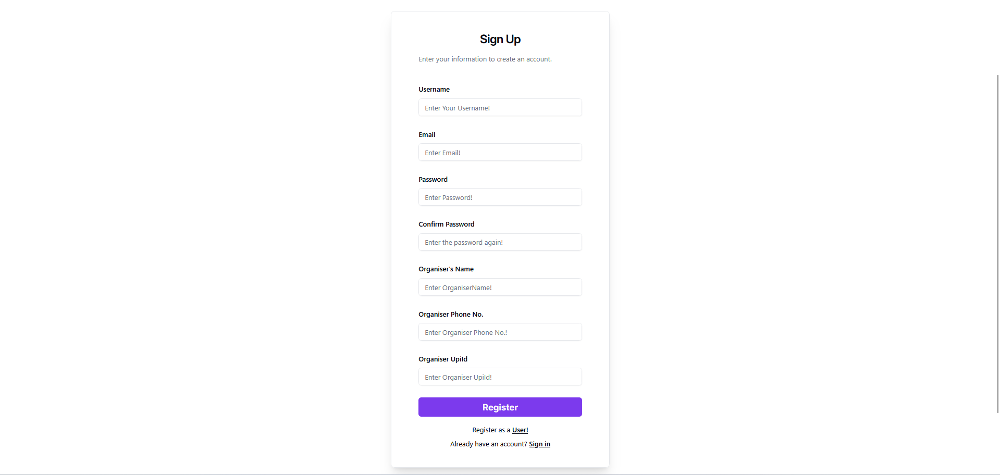 Sign Up
Enter your information to create an account.
Username
Enter Your Username!
Email
Enter Email!
Password
Enter Password!
Confirm Password
Enter the password again!
Organiser's Name
Enter OrganiserName!
Organiser Phone No.
Enter Organiser Phone No.!
Organiser UpiId
Enter Organiser UpiId!
Register
Register as a User!
Already have an account? Sign in